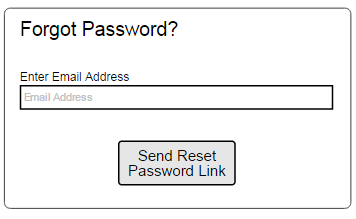 Forgot Password?
Enter Email Address
Email Address
Send Reset
Password Link